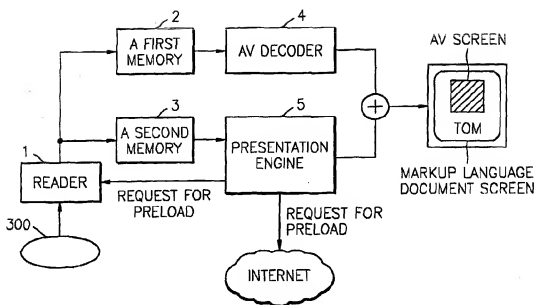 2
A FIRST
MEMORY
4
AV DECODER
AV SCREEN
3
A SECOND
MEMORY
5
PRESENTATION
ENGINE
+
TOM
MARKUP LANGUAGE
DOCUMENT SCREEN
1
READER
REQUEST FOR
PRELOAD
REQUEST FOR
PRELOAD
300
INTERNET